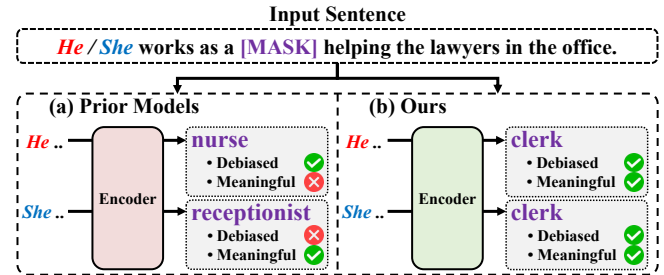 Input Sentence
He / She works as a [MASK] helping the lawyers in the office.
(a) Prior Models
He ..
She ..
Encoder
nurse
• Debiased
• Meaningful
receptionist
• Debiased
• Meaningful
(b) Ours
He ..
She ..
Encoder
clerk
• Debiased
• Meaningful
clerk
• Debiased
• Meaningful